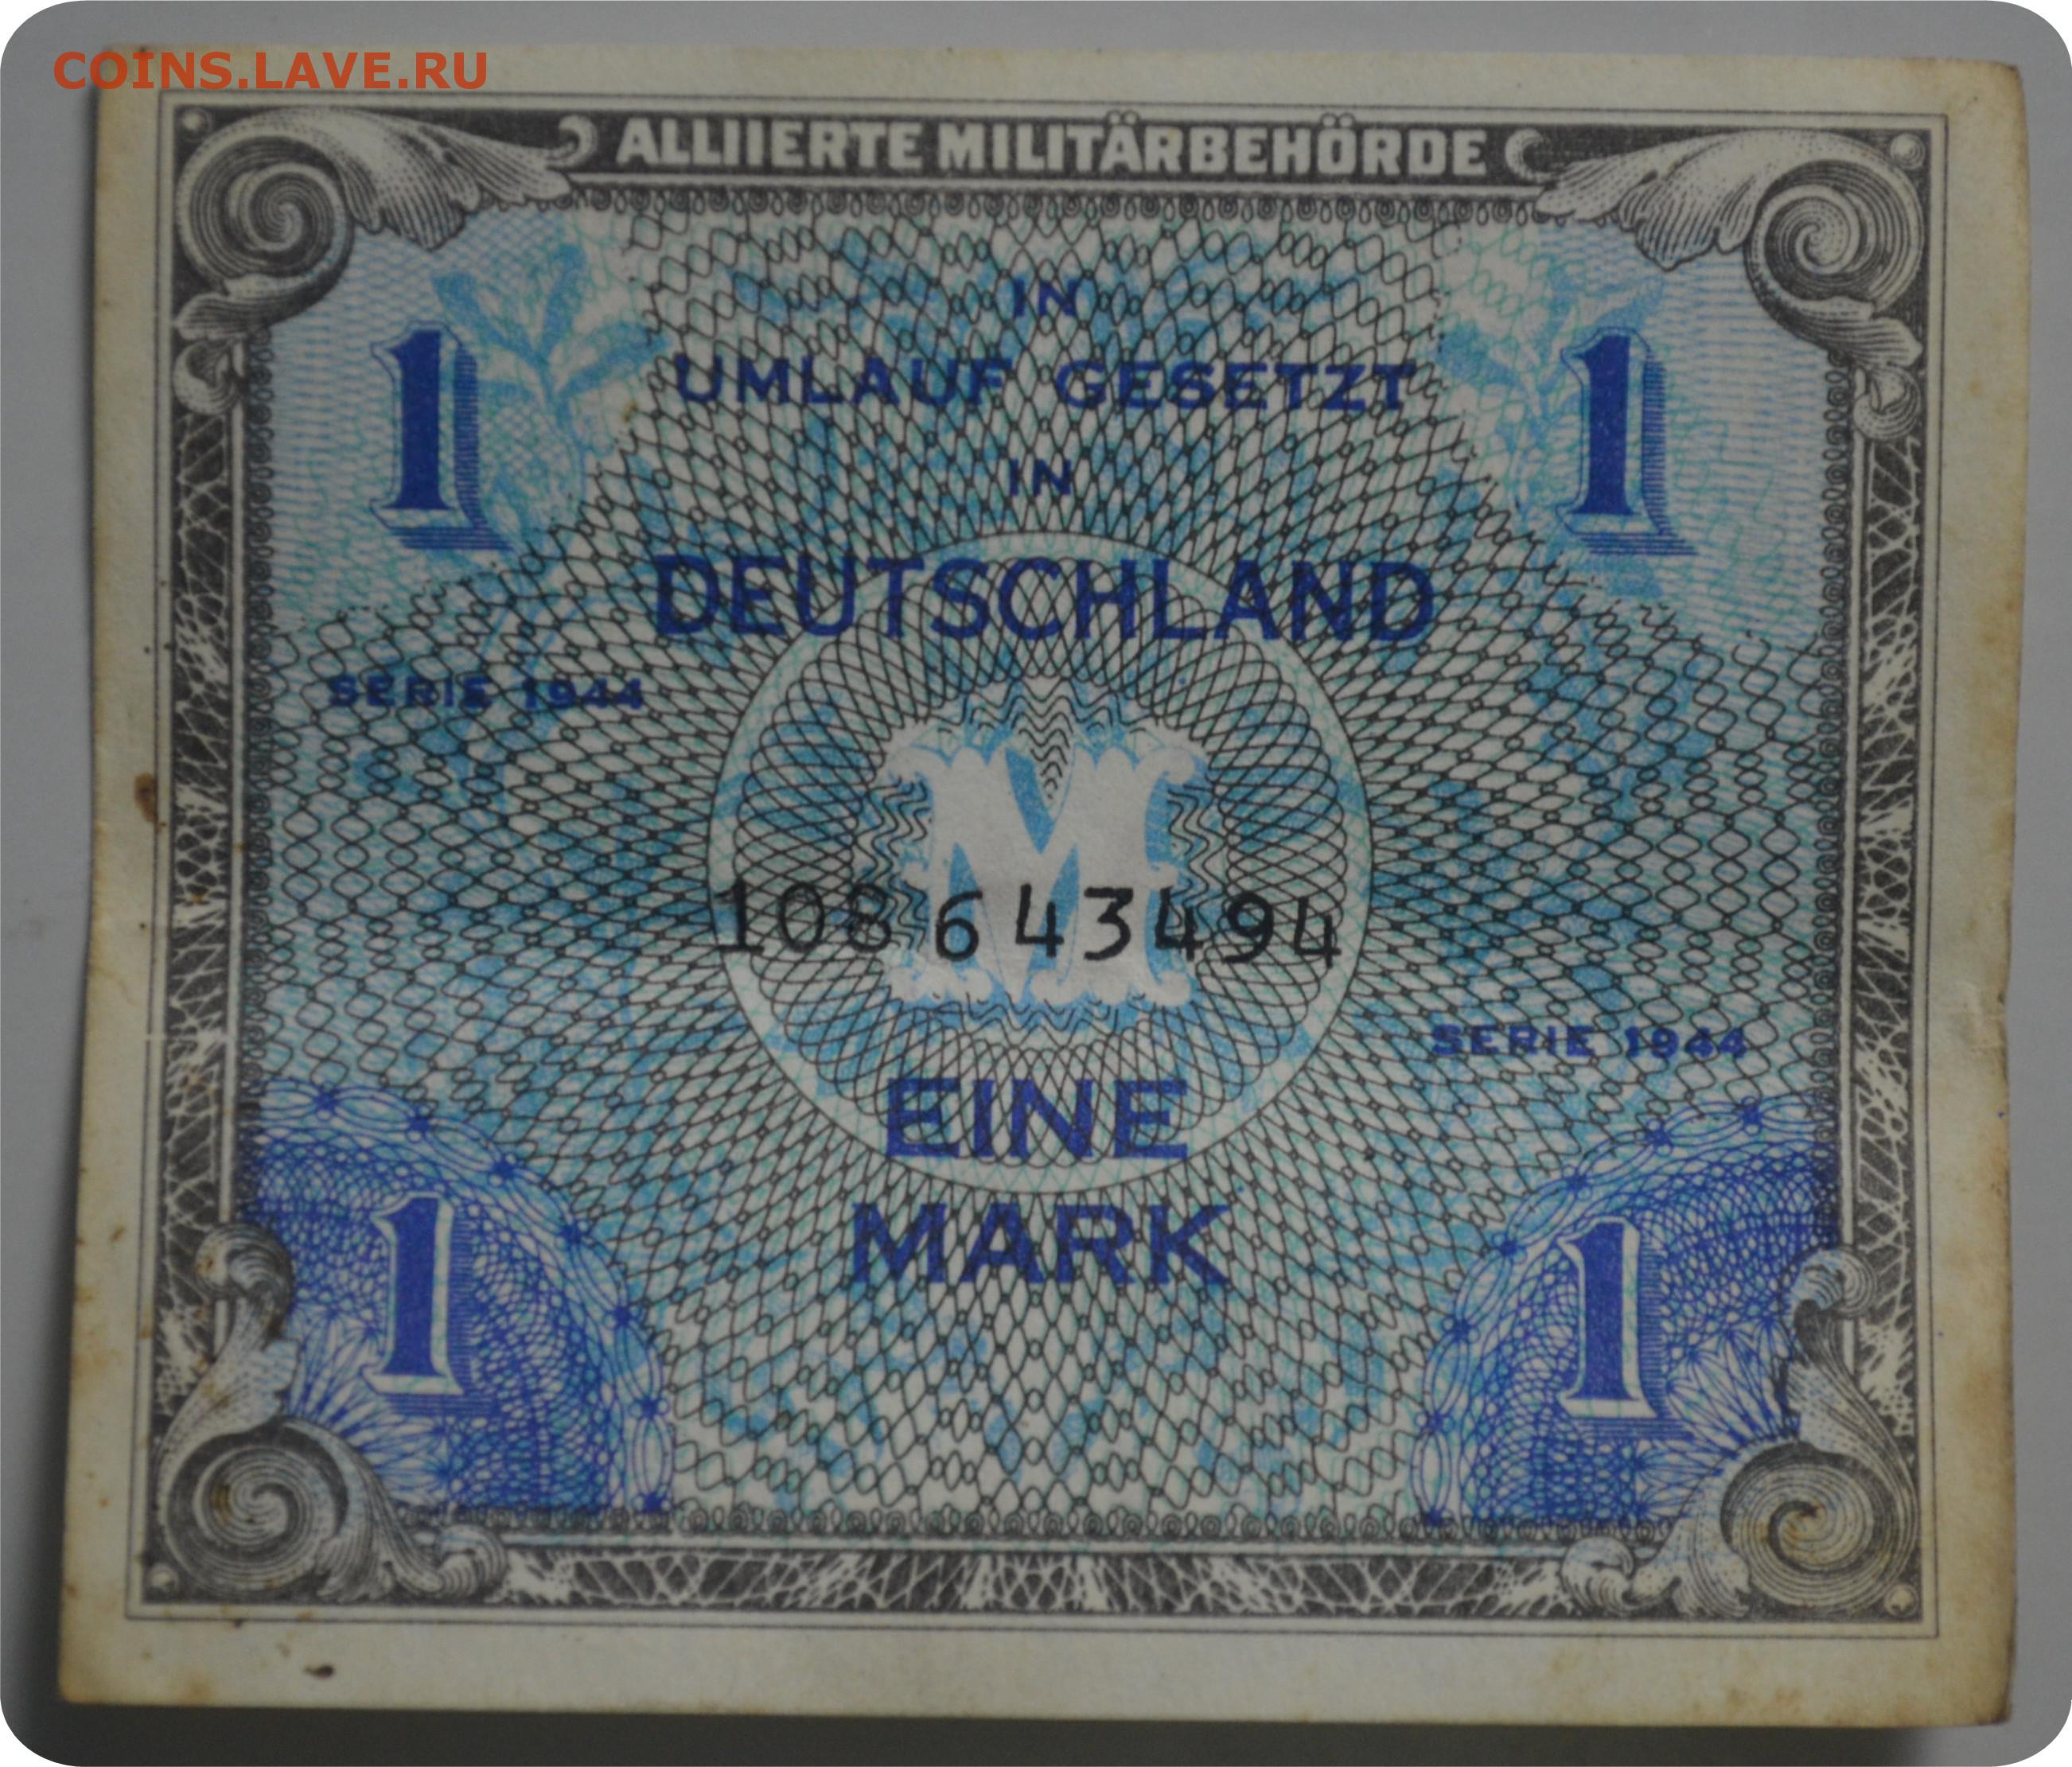 COINS.LAVE.RU
ALLIIERTE MILITÄRBEHÖRDE
1 IN 1
UMLAUF GESETZT
IN
DEUTSCHLAND
SERIE 1944
M
108643494
SERIE 1944
EINE
MARK
1 1